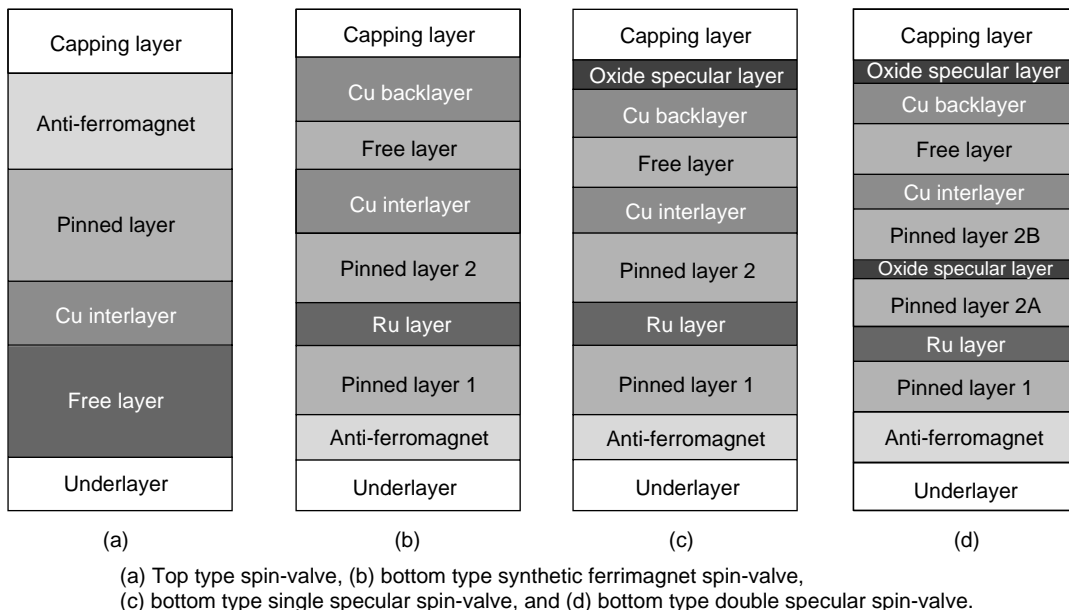 Capping layer
Anti-ferromagnet
Pinned layer
Cu interlayer
Free layer
Underlayer
(a)
Capping layer
Cu backlayer
Free layer
Cu interlayer
Pinned layer 2
Ru layer
Pinned layer 1
Anti-ferromagnet
Underlayer
(b)
Capping layer
Oxide specular layer
Cu backlayer
Free layer
Cu interlayer
Pinned layer 2
Ru layer
Pinned layer 1
Anti-ferromagnet
Underlayer
(c)
Capping layer
Oxide specular layer
Cu backlayer
Free layer
Cu interlayer
Pinned layer 2B
Oxide specular layer
Pinned layer 2A
Ru layer
Pinned layer 1
Anti-ferromagnet
Underlayer
(d)
(a) Top type spin-valve, (b) bottom type synthetic ferrimagnet spin-valve,
(c) bottom type single specular spin-valve, and (d) bottom type double specular spin-valve.